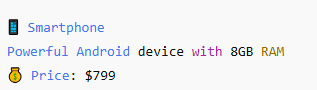 📱 Smartphone
Powerful Android device with 8GB RAM
💰 Price: $799